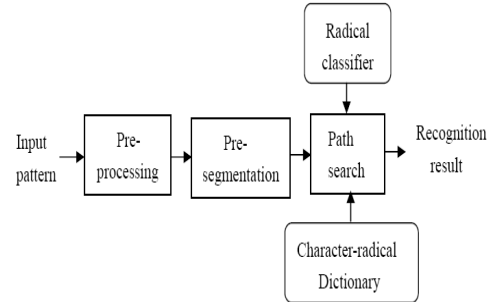 Radical
classifier
Input
pattern
Pre-
processing
Pre-
segmentation
Path
search
Recognition
result
Character-radical
Dictionary